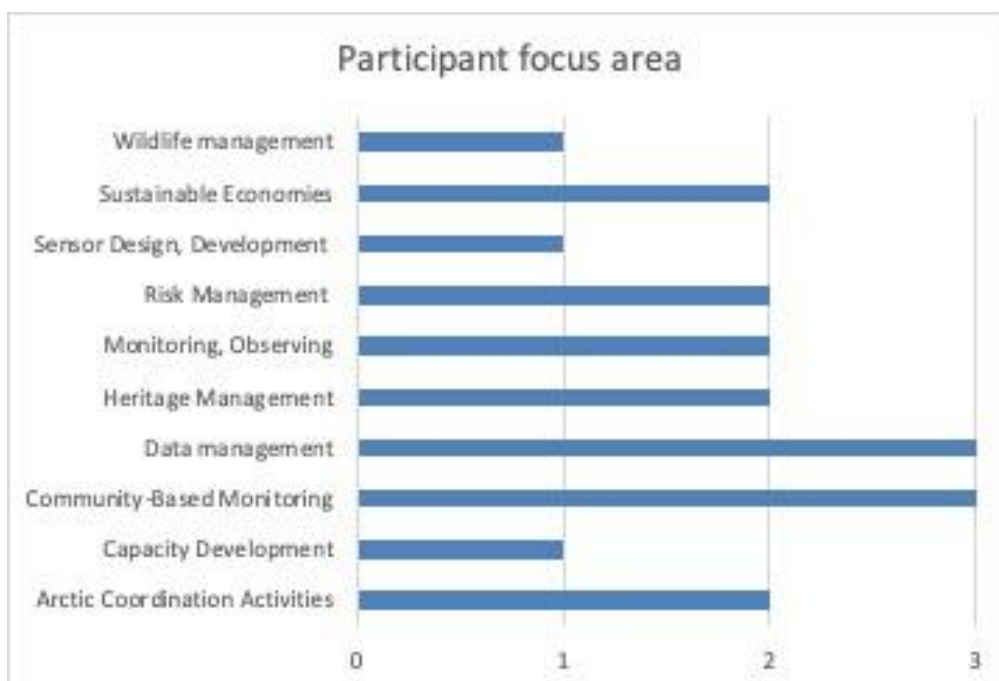 Participant focus area
Wildlife management
Sustainable Economies
Sensor Design, Development
Risk Management
Monitoring, Observing
Heritage Management
Data management
Community-Based Monitoring
Capacity Development
Arctic Coordination Activities
0 1 2 3